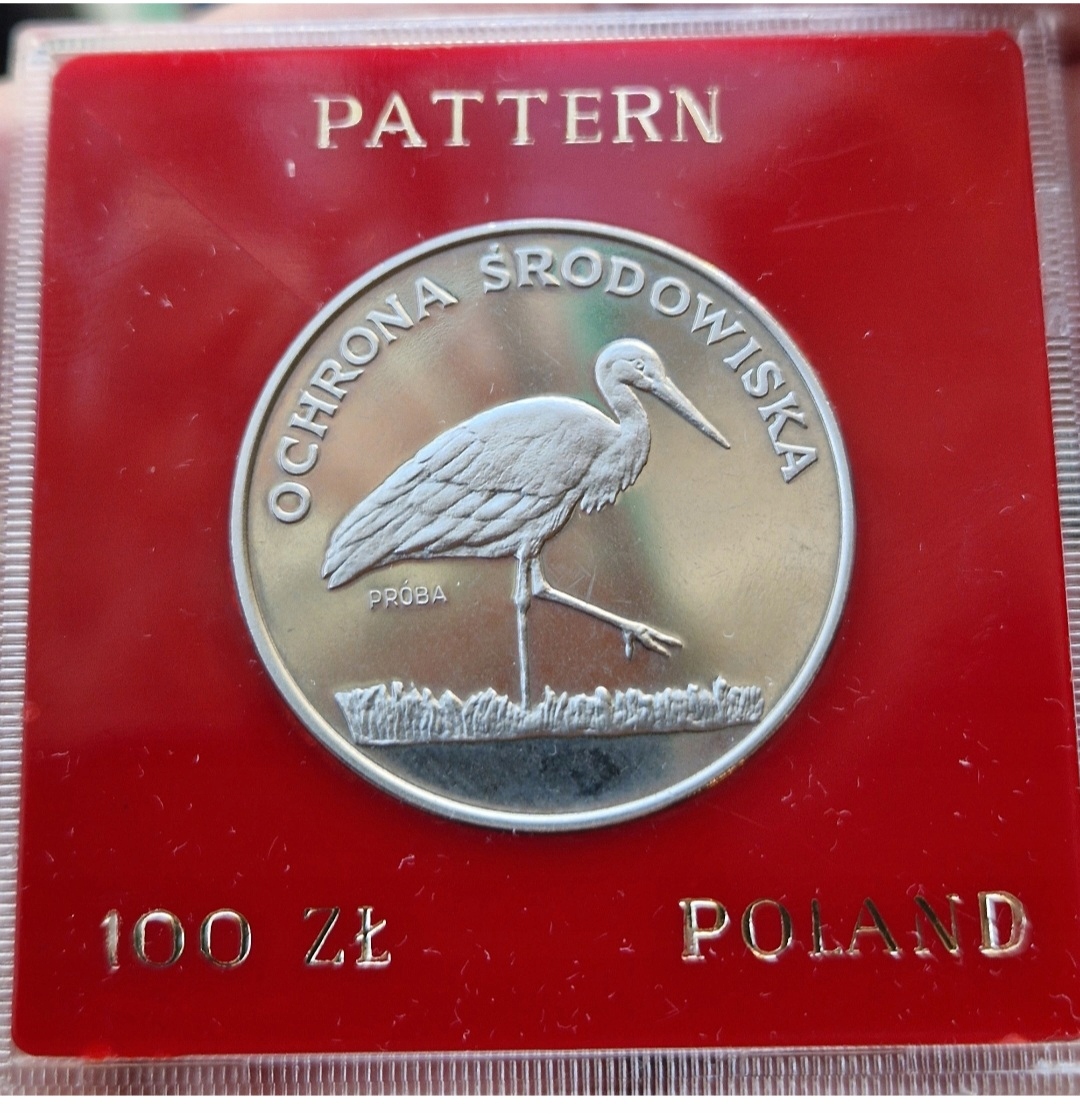 PATTERN
OCHRONA ŚRODOWISKA
PRÓBA
100 ZŁ POLAND